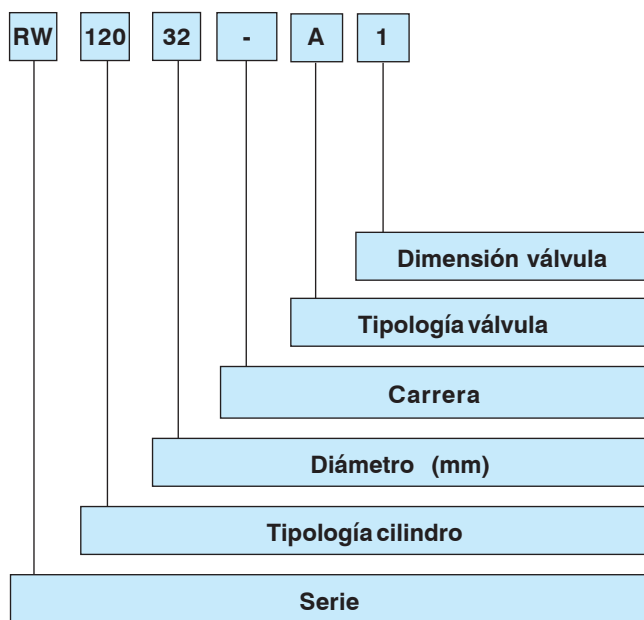 RW 120 32 - A 1
Dimensión válvula
Tipología válvula
Carrera
Diámetro (mm)
Tipología cilindro
Serie